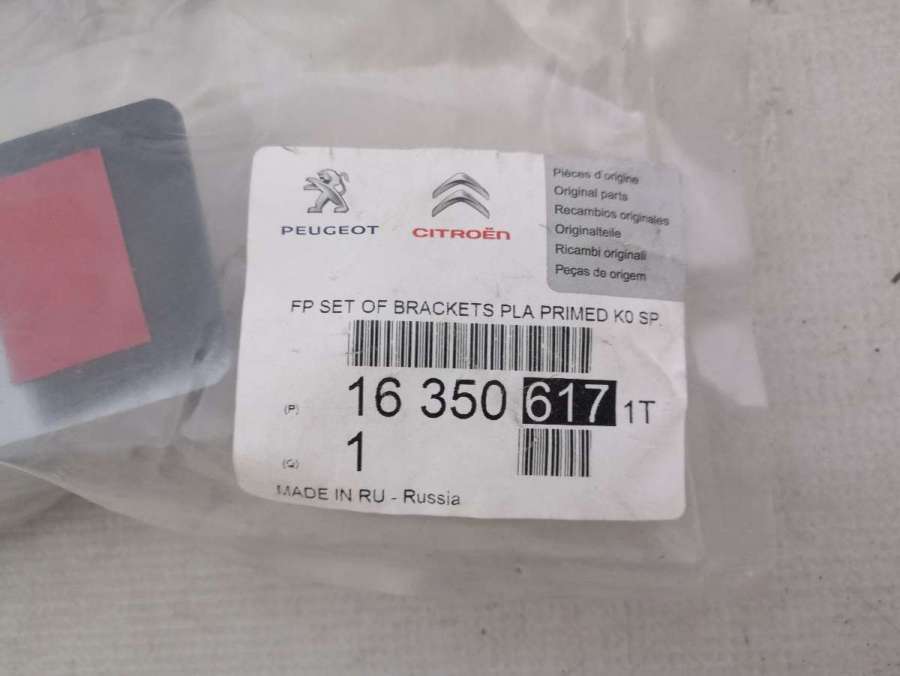 PEUGEOT
CITROËN
Pièces d'origine
Original parts
Recambios originales
Originalteile
Ricambi originali
Peças de origem
FP SET OF BRACKETS PLA PRIMED K0 SP.
(P) 16 350 617 1T
(Q) 1
MADE IN RU - Russia